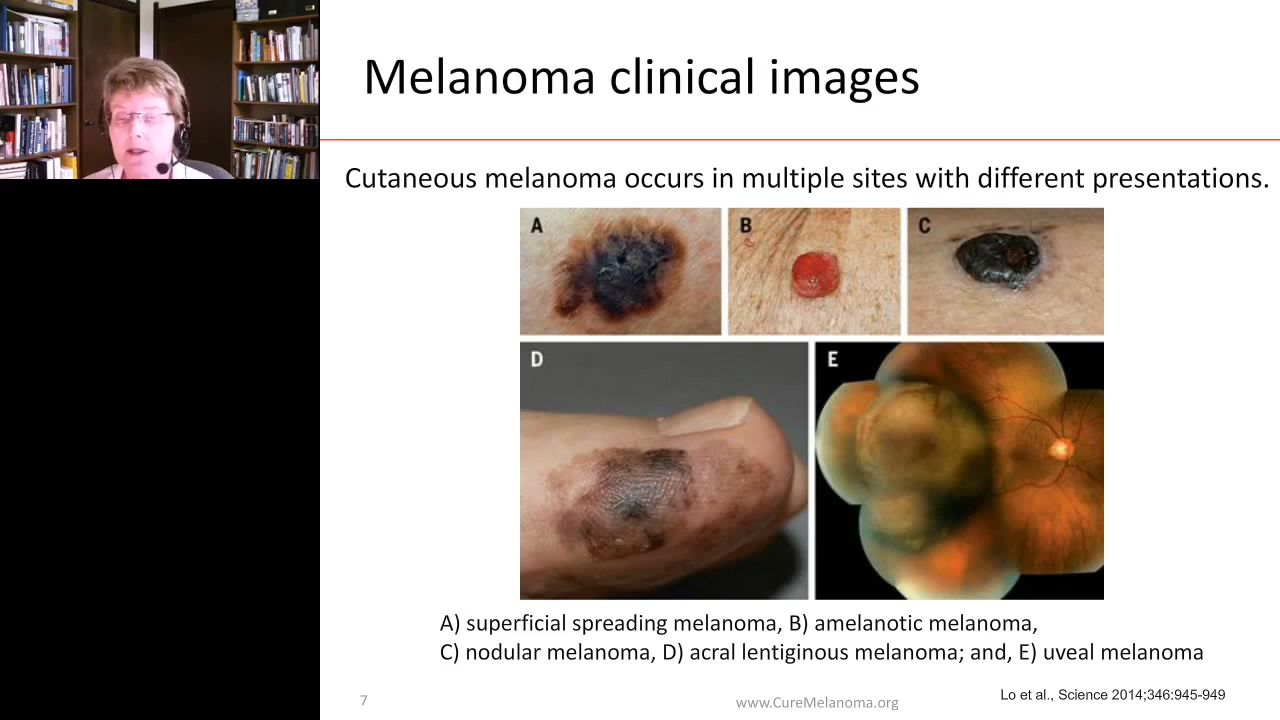 Melanoma clinical images
Cutaneous melanoma occurs in multiple sites with different presentations.
A
B
C
D
E
A) superficial spreading melanoma, B) amelanotic melanoma,
C) nodular melanoma, D) acral lentiginous melanoma; and, E) uveal melanoma
7
www.CureMelanoma.org
Lo et al., Science 2014;346:945-949